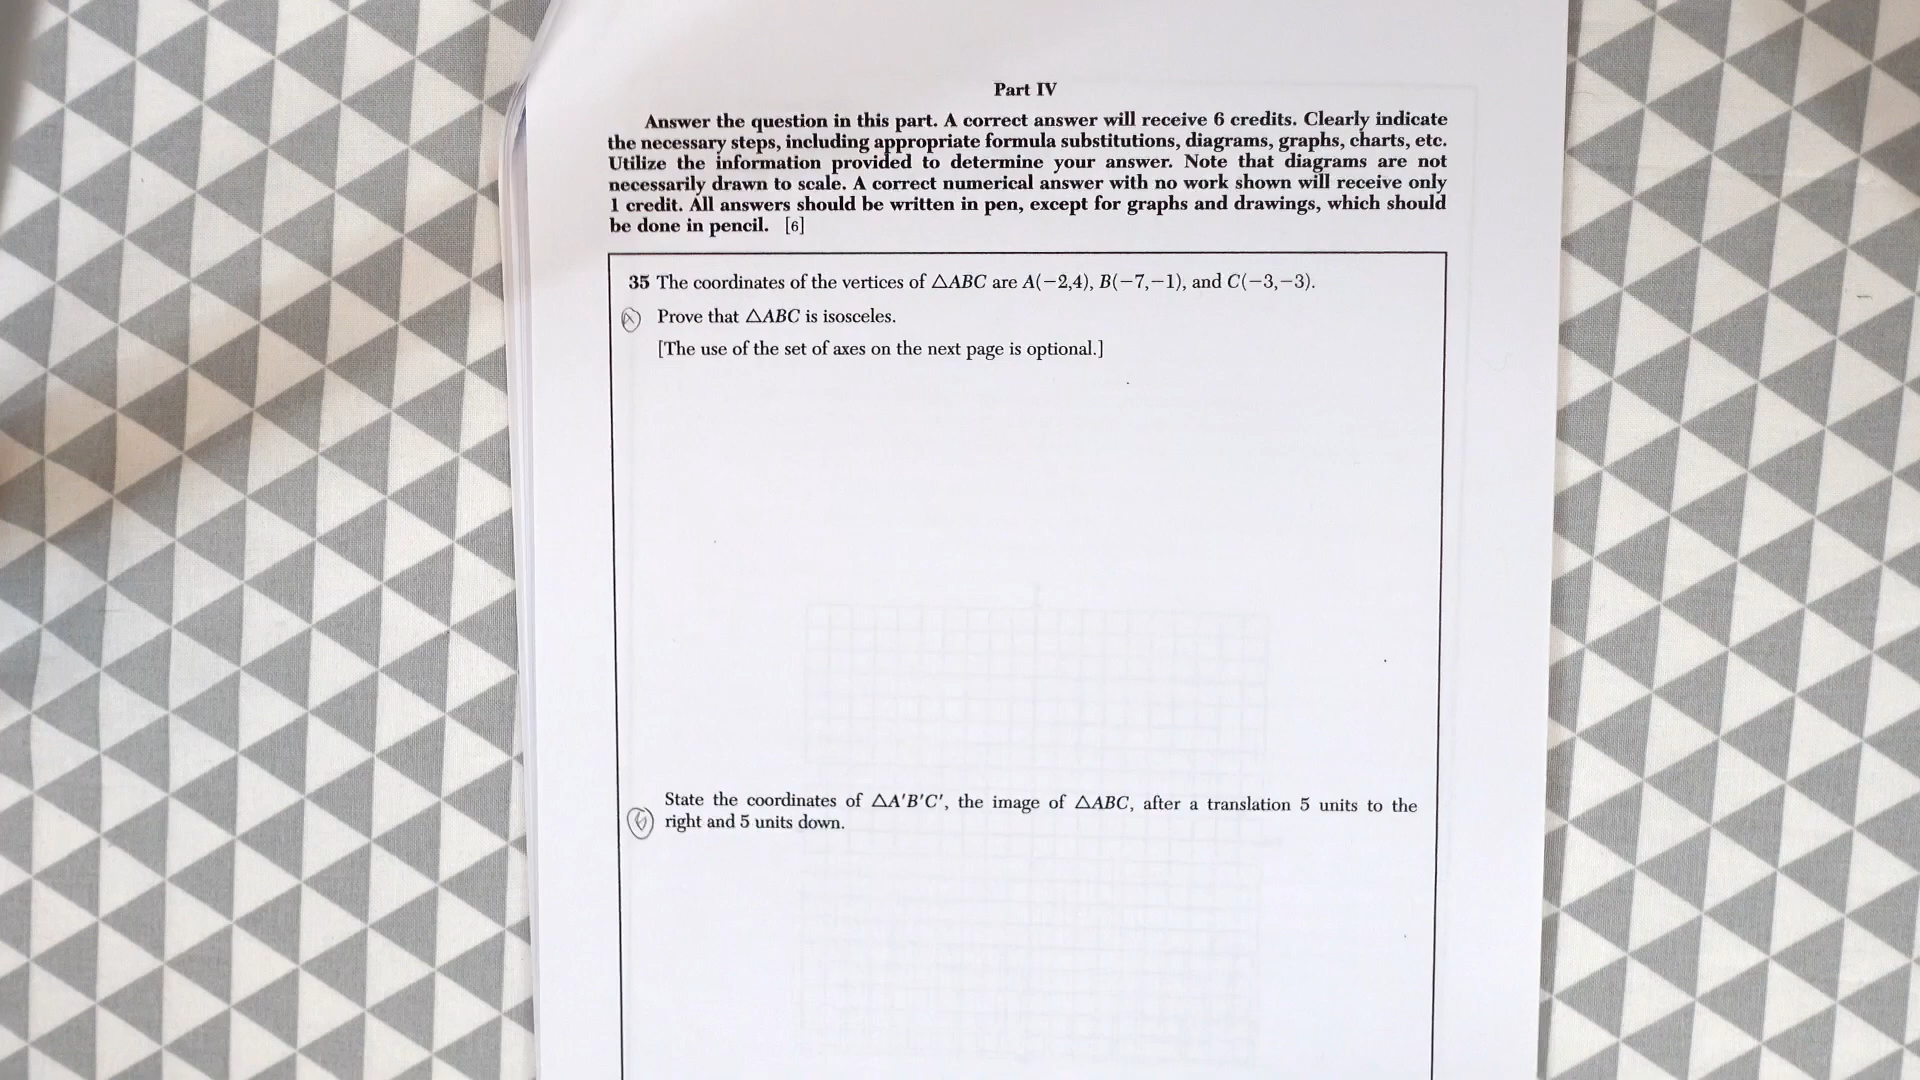 Part IV
Answer the question in this part. A correct answer will receive 6 credits. Clearly indicate
the necessary steps, including appropriate formula substitutions, diagrams, graphs, charts, etc.
Utilize the information provided to determine your answer. Note that diagrams are not
necessarily drawn to scale. A correct numerical answer with no work shown will receive only
1 credit. All answers should be written in pen, except for graphs and drawings, which should
be done in pencil. [6]
35 The coordinates of the vertices of △ABC are A(−2,4), B(−7,−1), and C(−3,−3).
Prove that △ABC is isosceles.
[The use of the set of axes on the next page is optional.]
State the coordinates of △A′B′C′, the image of △ABC, after a translation 5 units to the
right and 5 units down.